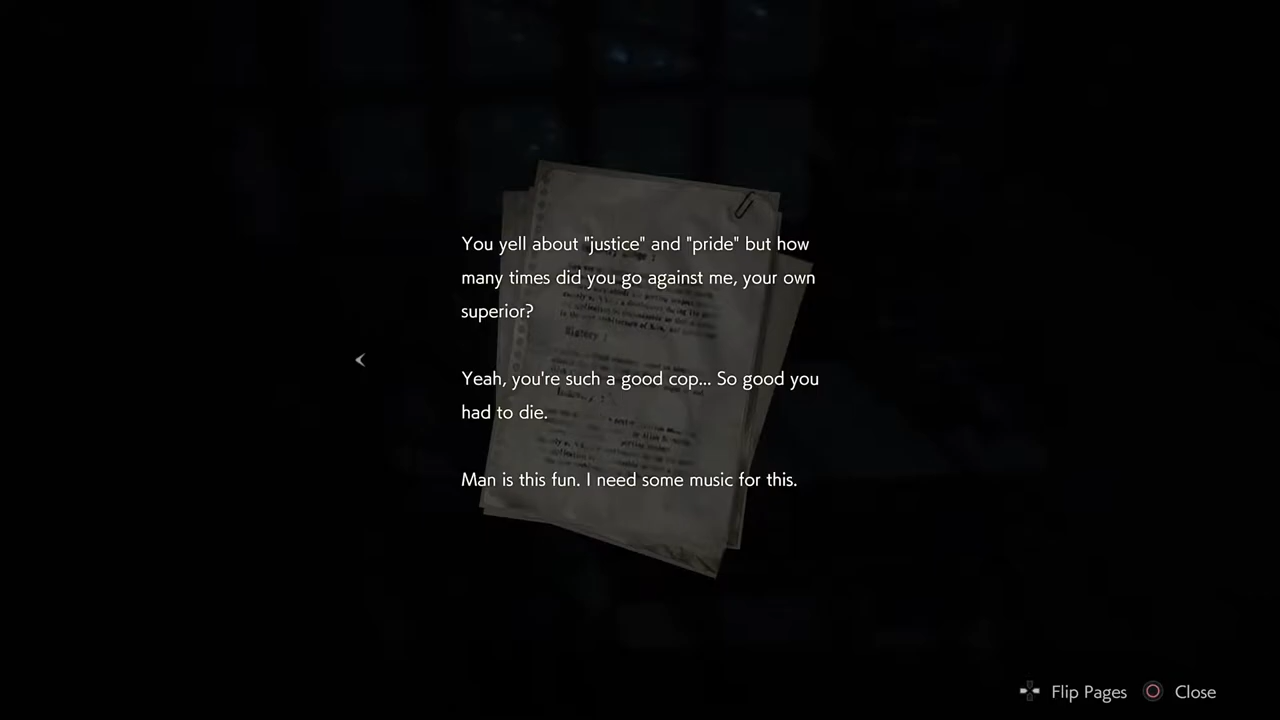 You yell about "justice" and "pride" but how
many times did you go against me, your own
superior?
Yeah, you're such a good cop... So good you
had to die.
Man is this fun. I need some music for this.
Flip Pages
Close